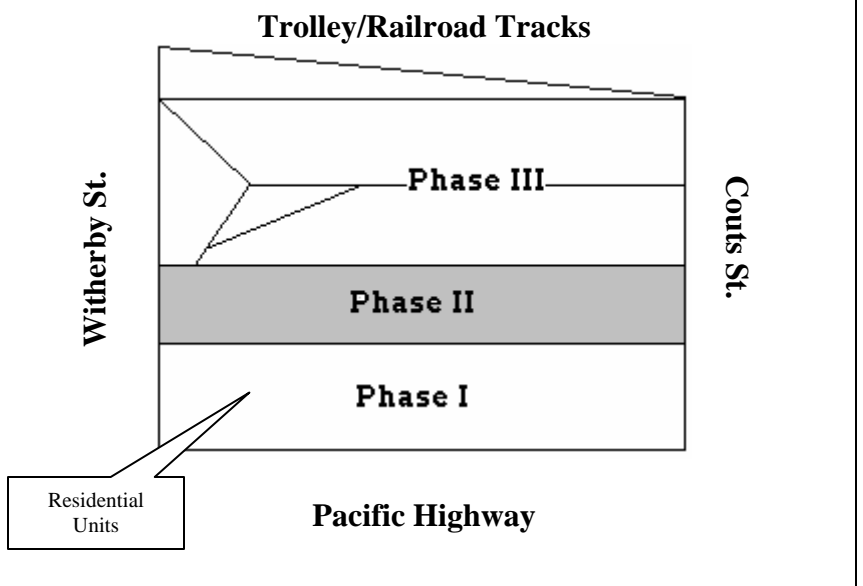 Trolley/Railroad Tracks
Witherby St.
Phase III
Couts St.
Phase II
Phase I
Residential
Units
Pacific Highway